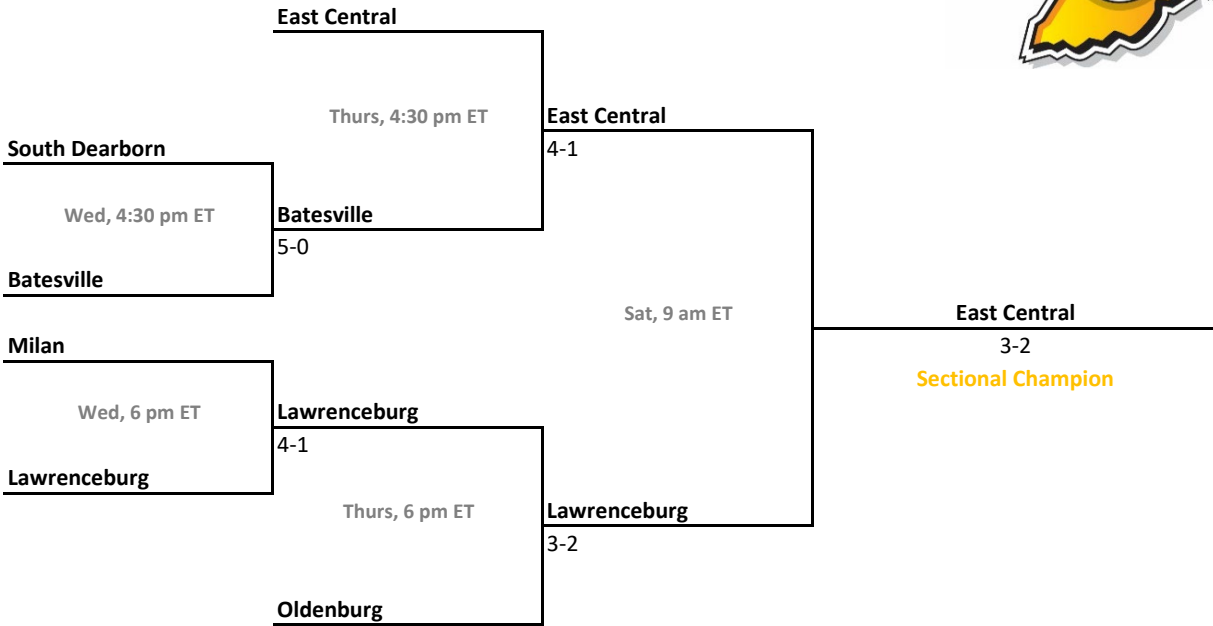 East Central
Thurs, 4:30 pm ET
East Central
South Dearborn
4-1
Wed, 4:30 pm ET
Batesville
5-0
Batesville
Sat, 9 am ET
East Central
Milan
3-2
Sectional Champion
Wed, 6 pm ET
Lawrenceburg
4-1
Lawrenceburg
Thurs, 6 pm ET
Lawrenceburg
3-2
Oldenburg